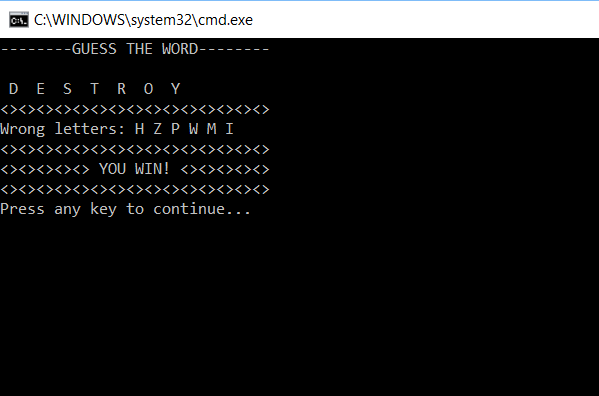 C:\WINDOWS\system32\cmd.exe
--------GUESS THE WORD--------
D E S T R O Y
<><><><><><><><><><><><><><><>
Wrong letters: H Z P W M I
<><><><><><><><><><><><><><><>
<><><><><> YOU WIN! <><><><><>
<><><><><><><><><><><><><><><>
Press any key to continue...